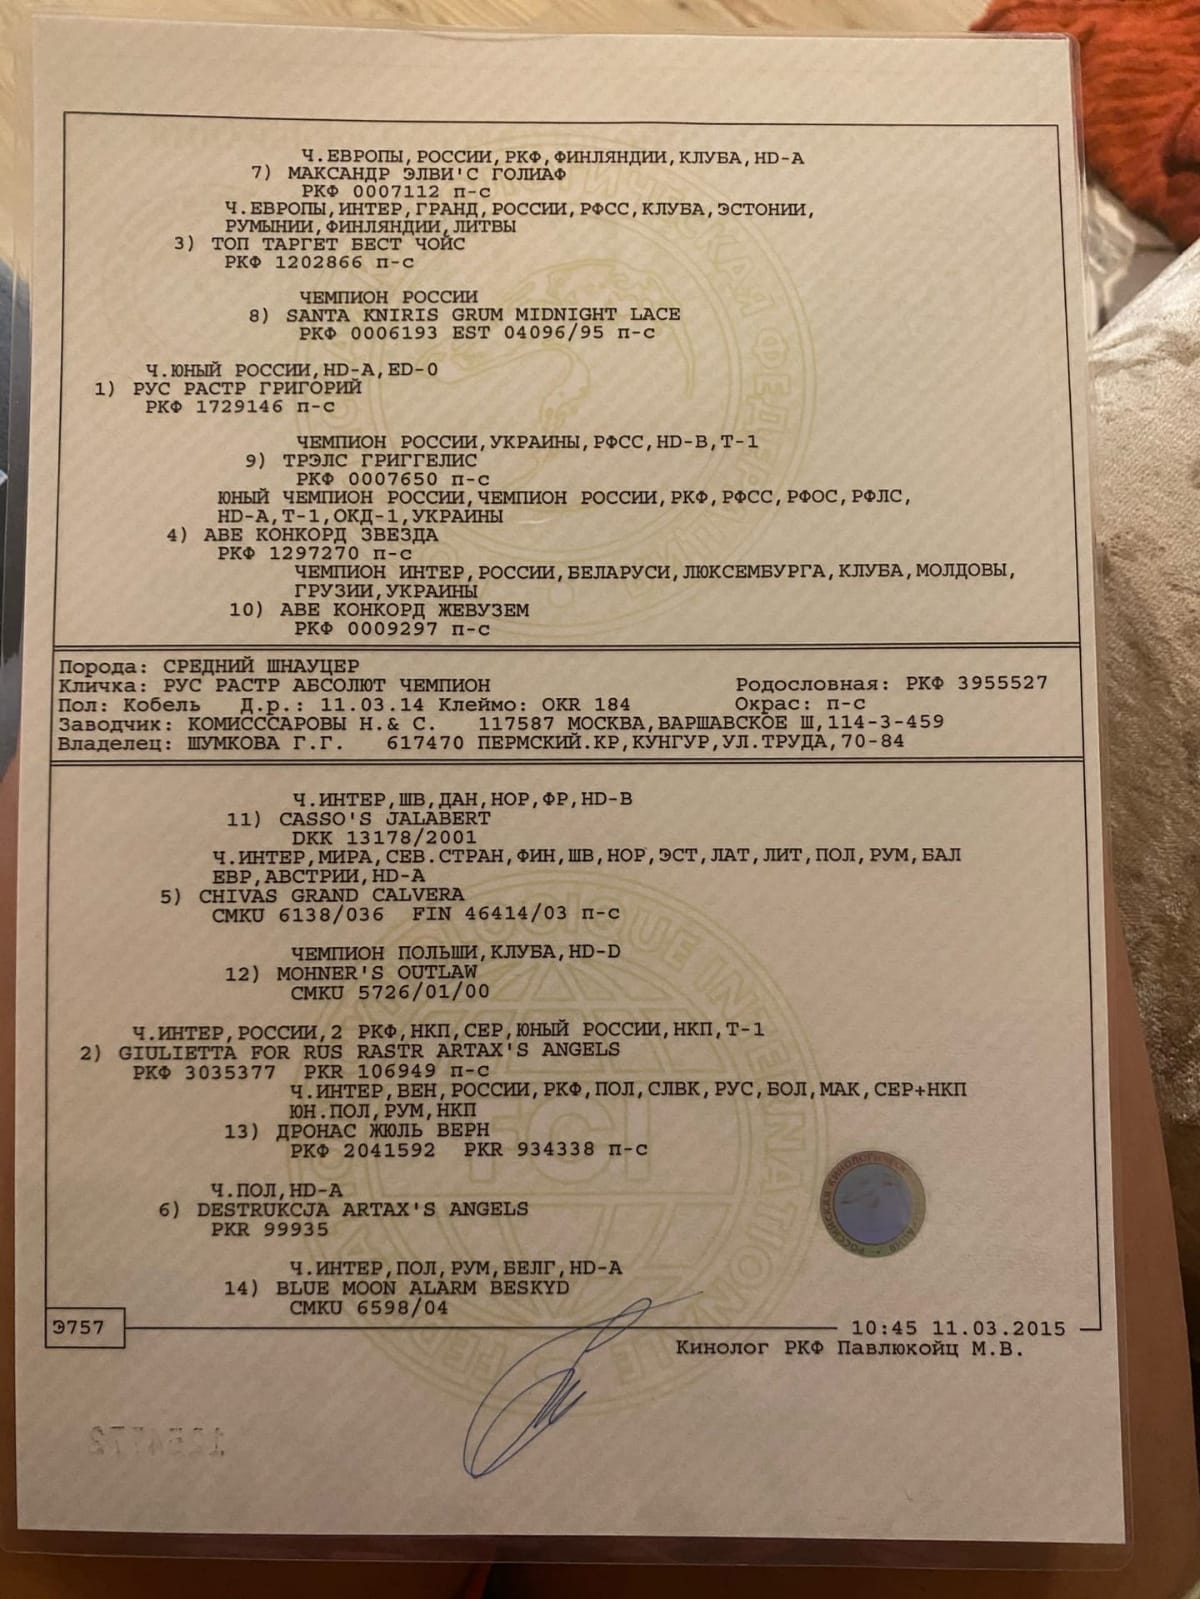 Ч.ЕВРОПЫ,РОССИИ,РКФ,ФИНЛЯНДИИ,КЛУБА,HD-A
7) МАКСАНДР ЭЛВИ'С ГОЛИАФ
РКФ 0007112 п-с
Ч.ЕВРОПЫ,ИНТЕР,ГРАНД,РОССИИ,РФСС,КЛУБА,ЭСТОНИИ,
РУМЫНИИ,ФИНЛЯНДИИ,ЛИТВЫ
3) ТОП ТАРГЕТ БЕСТ ЧОЙС
РКФ 1202866 п-с
ЧЕМПИОН РОССИИ
8) SANTA KNIRIS GRUM MIDNIGHT LACE
РКФ 0006193 EST 04096/95 п-с
Ч.ЮНЫЙ РОССИИ,HD-A,ED-0
1) РУС РАСТР ГРИГОРИЙ
РКФ 1729146 п-с
ЧЕМПИОН РОССИИ,УКРАИНЫ,РФСС,HD-B,T-1
9) ТРЭЛС ГРИГГЕЛИС
РКФ 0007650 п-с
ЮНЫЙ ЧЕМПИОН РОССИИ,ЧЕМПИОН РОССИИ,РКФ,РФСС,РФОС,РФЛС,
HD-A,T-1,ОКД-1,УКРАИНЫ
4) АВЕ КОНКОРД ЗВЕЗДА
РКФ 1297270 п-с
ЧЕМПИОН ИНТЕР,РОССИИ,БЕЛАРУСИ,ЛЮКСЕМБУРГА,КЛУБА,МОЛДОВЫ,
ГРУЗИИ,УКРАИНЫ
10) АВЕ КОНКОРД ЖЕВУЗЕМ
РКФ 0009297 п-с
Порода: СРЕДНИЙ ШНАУЦЕР
Кличка: РУС РАСТР АБСОЛЮТ ЧЕМПИОН Родословная: РКФ 3955527
Пол: Кобель Д.р.: 11.03.14 Клеймо: OKR 184 Окрас: п-с
Заводчик: КОМИСССАРОВЫ Н.& С. 117587 МОСКВА,ВАРШАВСКОЕ Ш,114-3-459
Владелец: ШУМКОВА Г.Г. 617470 ПЕРМСКИЙ.КР,КУНГУР,УЛ.ТРУДА,70-84
Ч.ИНТЕР,ШВ,ДАН,НОР,ФР,HD-B
11) CASSO'S JALABERT
DKK 13178/2001
Ч.ИНТЕР,МИРА,СЕВ.СТРАН,ФИН,ШВ,НОР,ЭСТ,ЛАТ,ЛИТ,ПОЛ,РУМ,БАЛ
ЕВР,АВСТРИИ,HD-A
5) CHIVAS GRAND CALVERA
CMKU 6138/036 FIN 46414/03 п-с
ЧЕМПИОН ПОЛЬШИ,КЛУБА,HD-D
12) MOHNER'S OUTLAW
CMKU 5726/01/00
Ч.ИНТЕР,РОССИИ,2 РКФ,НКП,СЕР,ЮНЫЙ РОССИИ,НКП,Т-1
2) GIULIETTA FOR RUS RASTR ARTAX'S ANGELS
РКФ 3035377 PKR 106949 п-с
Ч.ИНТЕР,ВЕН,РОССИИ,РКФ,ПОЛ,СЛВК,РУС,БОЛ,МАК,СЕР+НКП
ЮН.ПОЛ,РУМ,НКП
13) ДРОНАС ЖЮЛЬ ВЕРН
РКФ 2041592 PKR 934338 п-с
Ч.ПОЛ,HD-A
6) DESTRUKCJA ARTAX'S ANGELS
PKR 99935
Ч.ИНТЕР,ПОЛ,РУМ,БЕЛГ,HD-A
14) BLUE MOON ALARM BESKYD
CMKU 6598/04
Э757 10:45 11.03.2015
Кинолог РКФ Павлюкойц М.В.